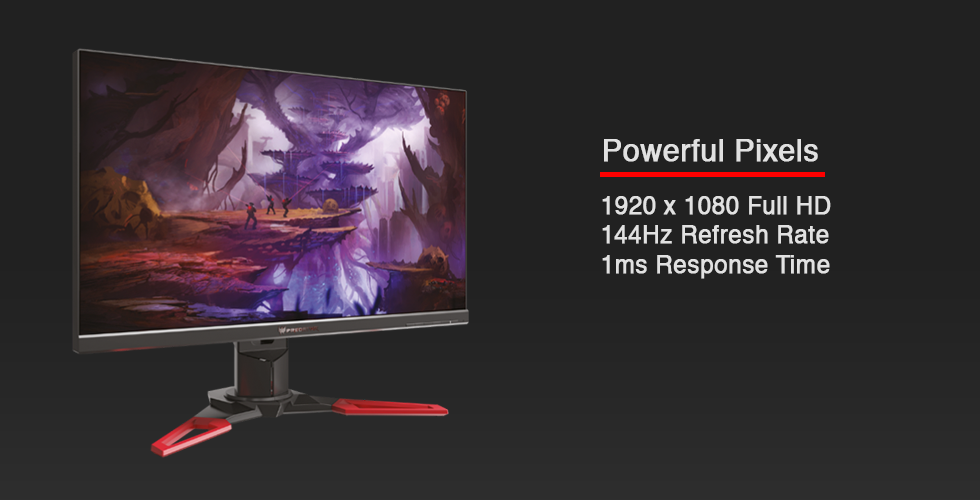 Powerful Pixels
1920 x 1080 Full HD
144Hz Refresh Rate
1ms Response Time